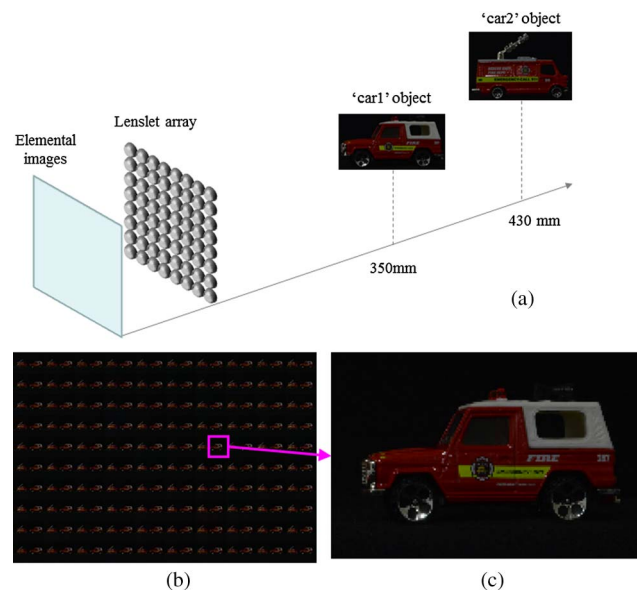 ‘car2’ object
‘car1’ object
Lenslet array
Elemental
images
430 mm
350mm
(a)
FIRE
(b)
(c)